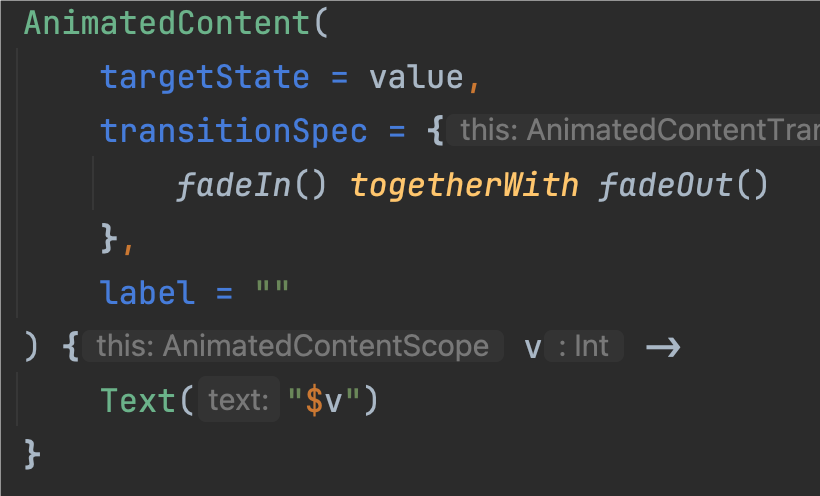 AnimatedContent(
targetState = value,
transitionSpec = { this: AnimatedContentTran
fadeIn() togetherWith fadeOut()
},
label = ""
) { this: AnimatedContentScope v : Int →
Text( text: "$v")
}